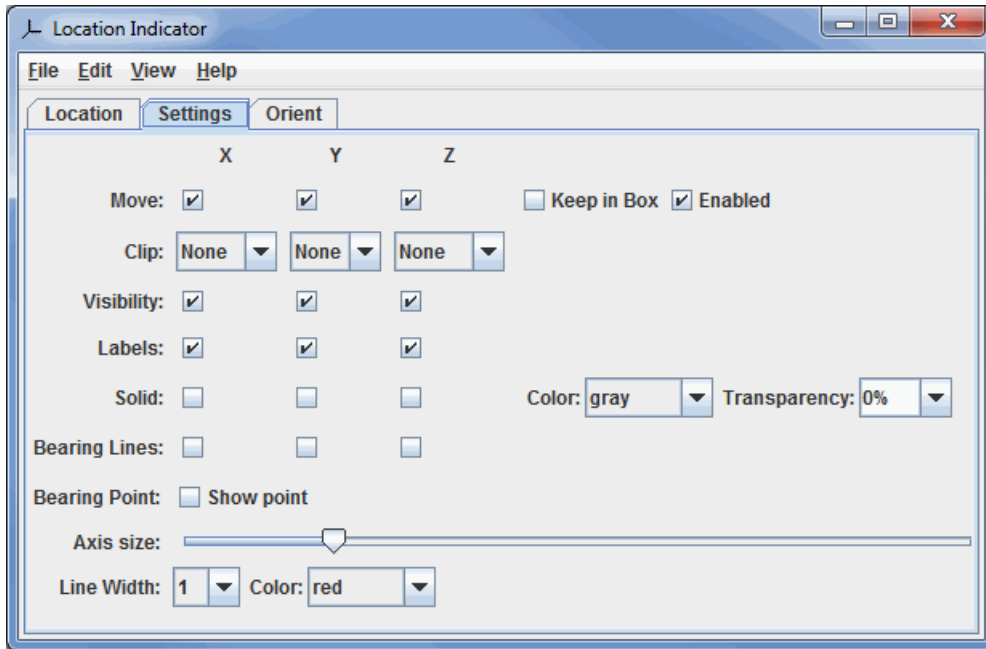 Location Indicator
File Edit View Help
Location Settings Orient
X Y Z
Move: Keep in Box Enabled
Clip: None None None
Visibility:
Labels:
Solid: Color: gray Transparency: 0%
Bearing Lines:
Bearing Point: Show point
Axis size:
Line Width: 1 Color: red